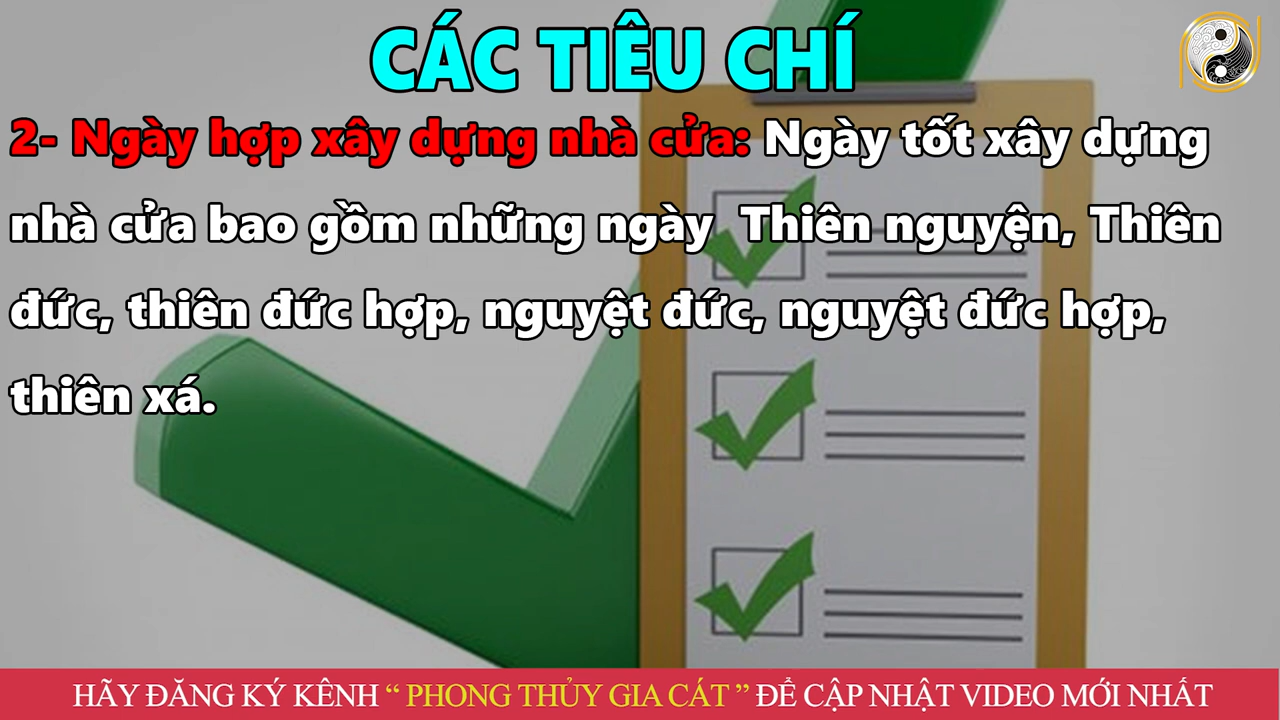 CÁC TIÊU CHÍ
2- Ngày hợp xây dựng nhà cửa: Ngày tốt xây dựng
nhà cửa bao gồm những ngày Thiên nguyện, Thiên
đức, thiên đức hợp, nguyệt đức, nguyệt đức hợp,
thiên xá.
HÃY ĐĂNG KÝ KÊNH “ PHONG THỦY GIA CÁT ” ĐỂ CẬP NHẬT VIDEO MỚI NHẤT